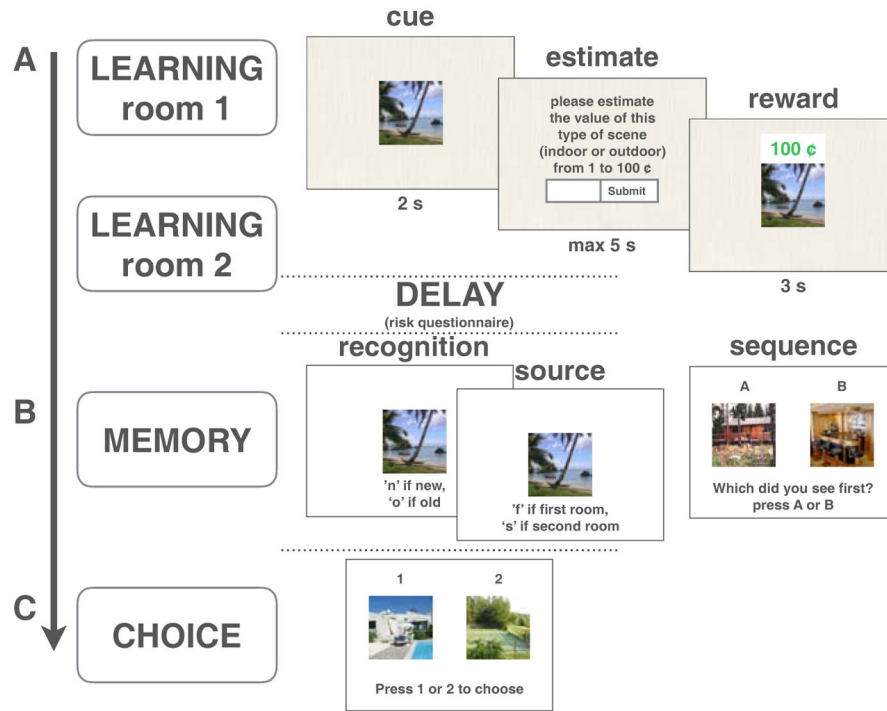 A
LEARNING
room 1
cue
2 s
estimate
please estimate
the value of this
type of scene
(indoor or outdoor)
from 1 to 100 ¢
Submit
max 5 s
reward
100 ¢
3 s
LEARNING
room 2
DELAY
(risk questionnaire)
B
MEMORY
recognition
’n’ if new,
‘o’ if old
source
’f’ if first room,
‘s’ if second room
sequence
A B
Which did you see first?
press A or B
C
CHOICE
1 2
Press 1 or 2 to choose